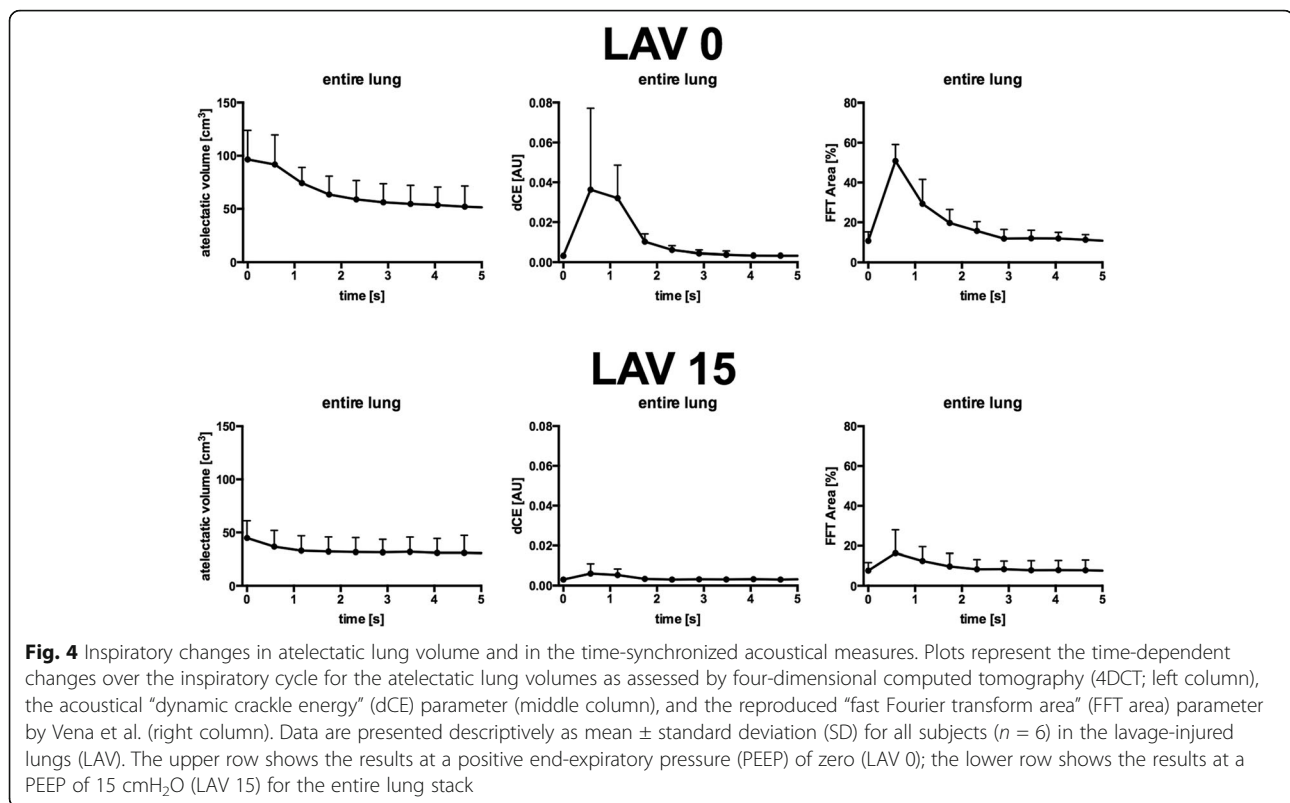 LAV 0
entire lung
entire lung
entire lung
atelectatic volume [cm³]
150
100
50
0
0 1 2 3 4 5
time [s]
dCE [AU]
0.08
0.06
0.04
0.02
0.00
0 1 2 3 4 5
time [s]
FFT Area [%]
80
60
40
20
0
0 1 2 3 4 5
time [s]
LAV 15
entire lung
entire lung
entire lung
atelectatic volume [cm³]
150
100
50
0
0 1 2 3 4 5
time [s]
dCE [AU]
0.08
0.06
0.04
0.02
0.00
0 1 2 3 4 5
time [s]
FFT Area [%]
80
60
40
20
0
0 1 2 3 4 5
time [s]
Fig. 4 Inspiratory changes in atelectatic lung volume and in the time-synchronized acoustical measures. Plots represent the time-dependent
changes over the inspiratory cycle for the atelectatic lung volumes as assessed by four-dimensional computed tomography (4DCT; left column),
the acoustical “dynamic crackle energy” (dCE) parameter (middle column), and the reproduced “fast Fourier transform area” (FFT area) parameter
by Vena et al. (right column). Data are presented descriptively as mean ± standard deviation (SD) for all subjects (n = 6) in the lavage-injured
lungs (LAV). The upper row shows the results at a positive end-expiratory pressure (PEEP) of zero (LAV 0); the lower row shows the results at a
PEEP of 15 cmH₂O (LAV 15) for the entire lung stack